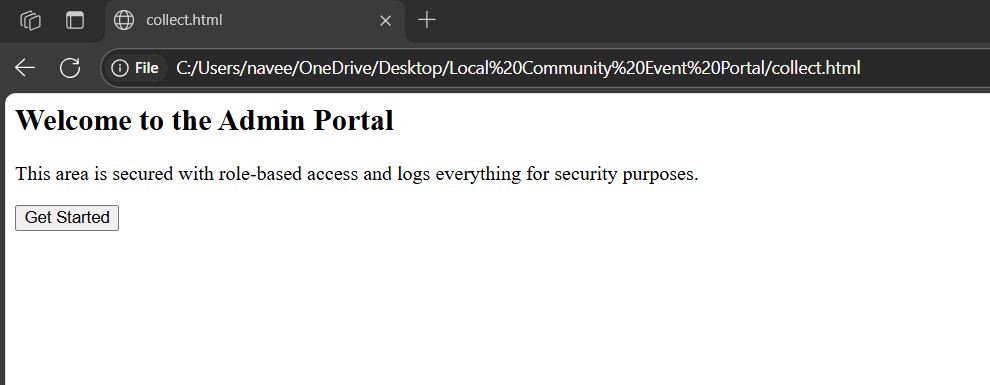 collect.html
File C:/Users/navee/OneDrive/Desktop/Local%20Community%20Event%20Portal/collect.html
Welcome to the Admin Portal
This area is secured with role-based access and logs everything for security purposes.
Get Started